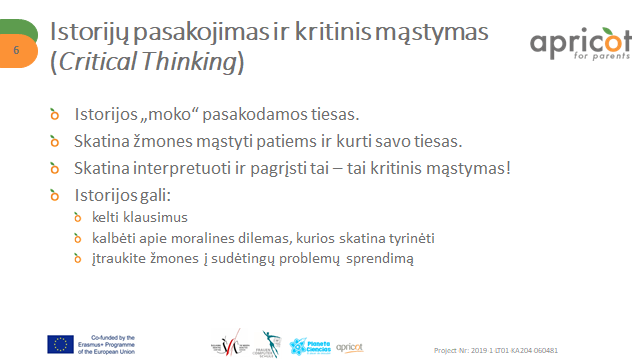 6
Istorijų pasakojimas ir kritinis mąstymas
(Critical Thinking)
apricot
for parents
Istorijos „moko“ pasakodamos tiesas.
Skatina žmones mąstyti patiems ir kurti savo tiesas.
Skatina interpretuoti ir pagrįsti tai – tai kritinis mąstymas!
Istorijos gali:
kelti klausimus
kalbėti apie moralines dilemas, kurios skatina tyrinėti
įtraukite žmones į sudėtingų problemų sprendimą
Co-funded by the
Erasmus+ Programme
of the European Union
Planeta
Ciencias
apricot
Project Nr: 2019-1-LT01-KA204-060481